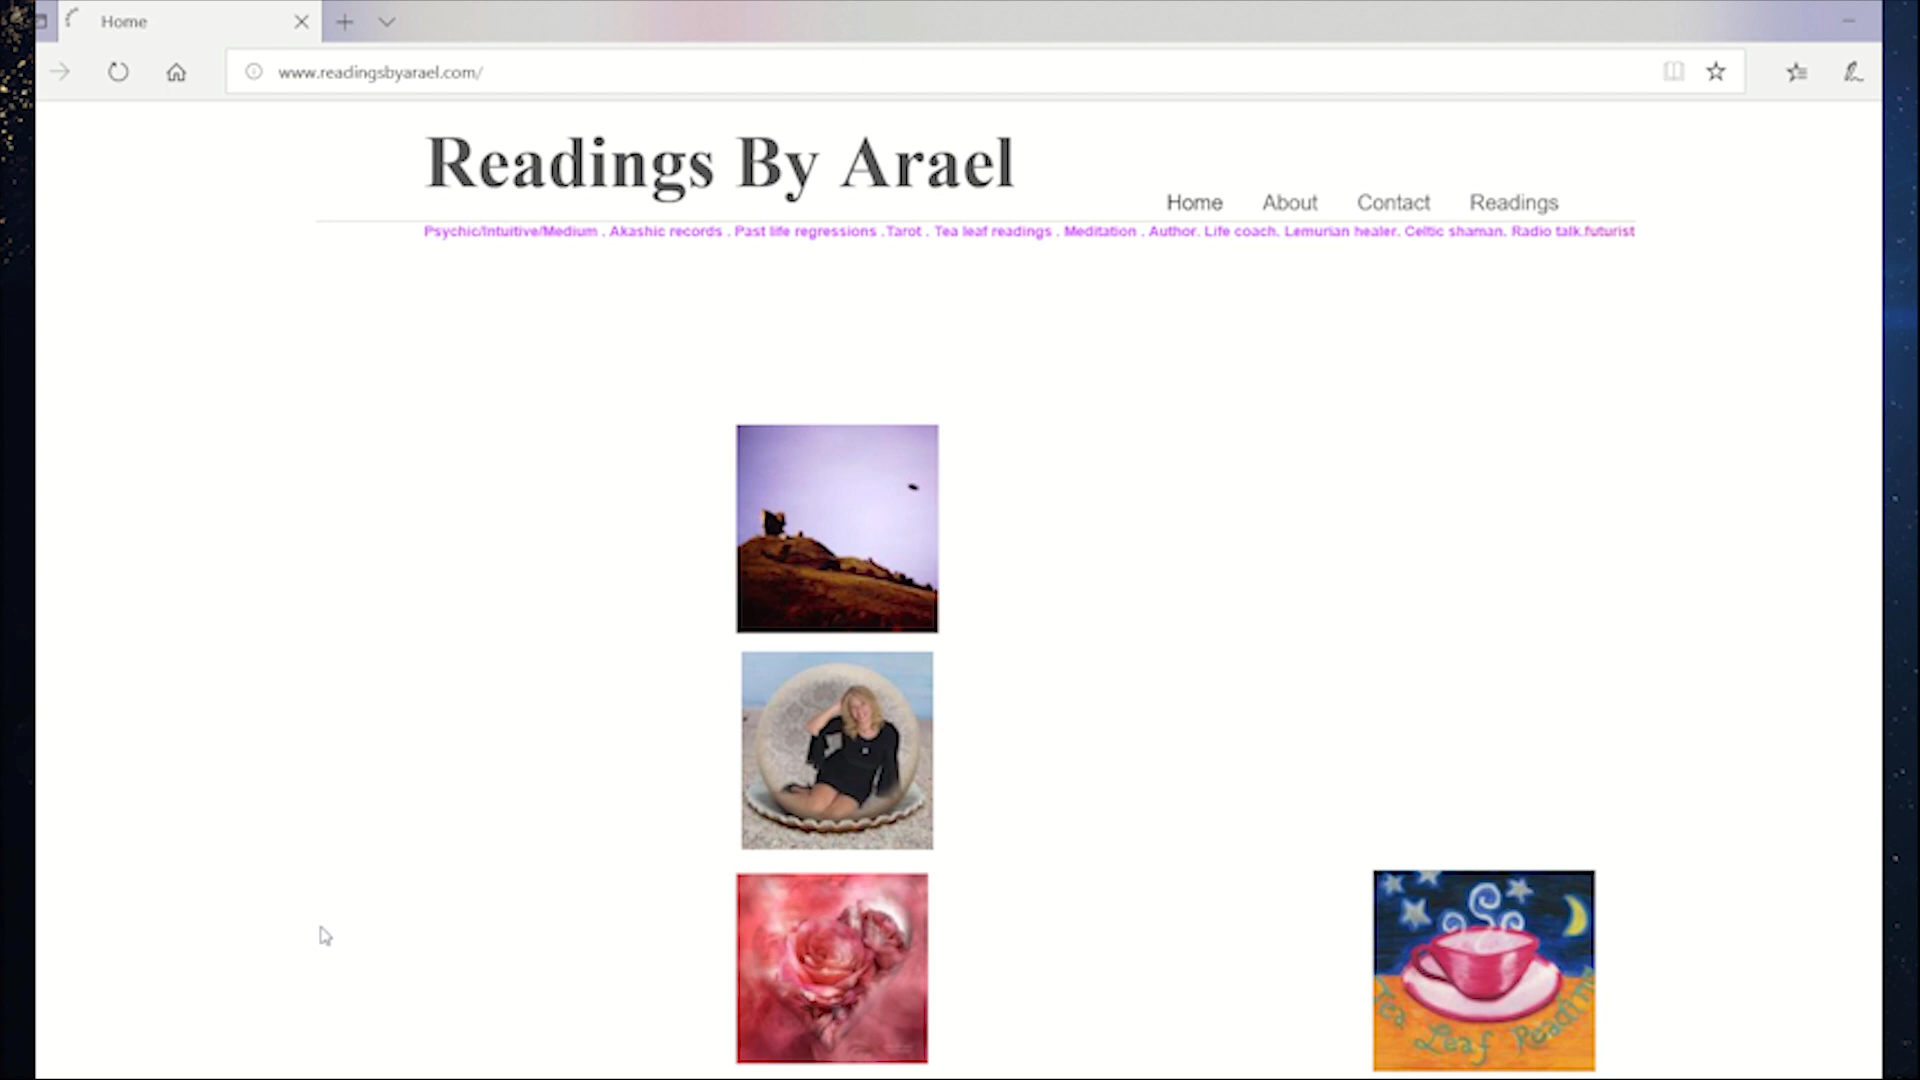 Home
www.readingsbyarael.com/
Readings By Arael
Home About Contact Readings
Psychic/Intuitive/Medium . Akashic records . Past life regressions .Tarot . Tea leaf readings . Meditation . Author. Life coach. Lemurian healer. Celtic shaman. Radio talk.futurist
Tea Leaf Reading